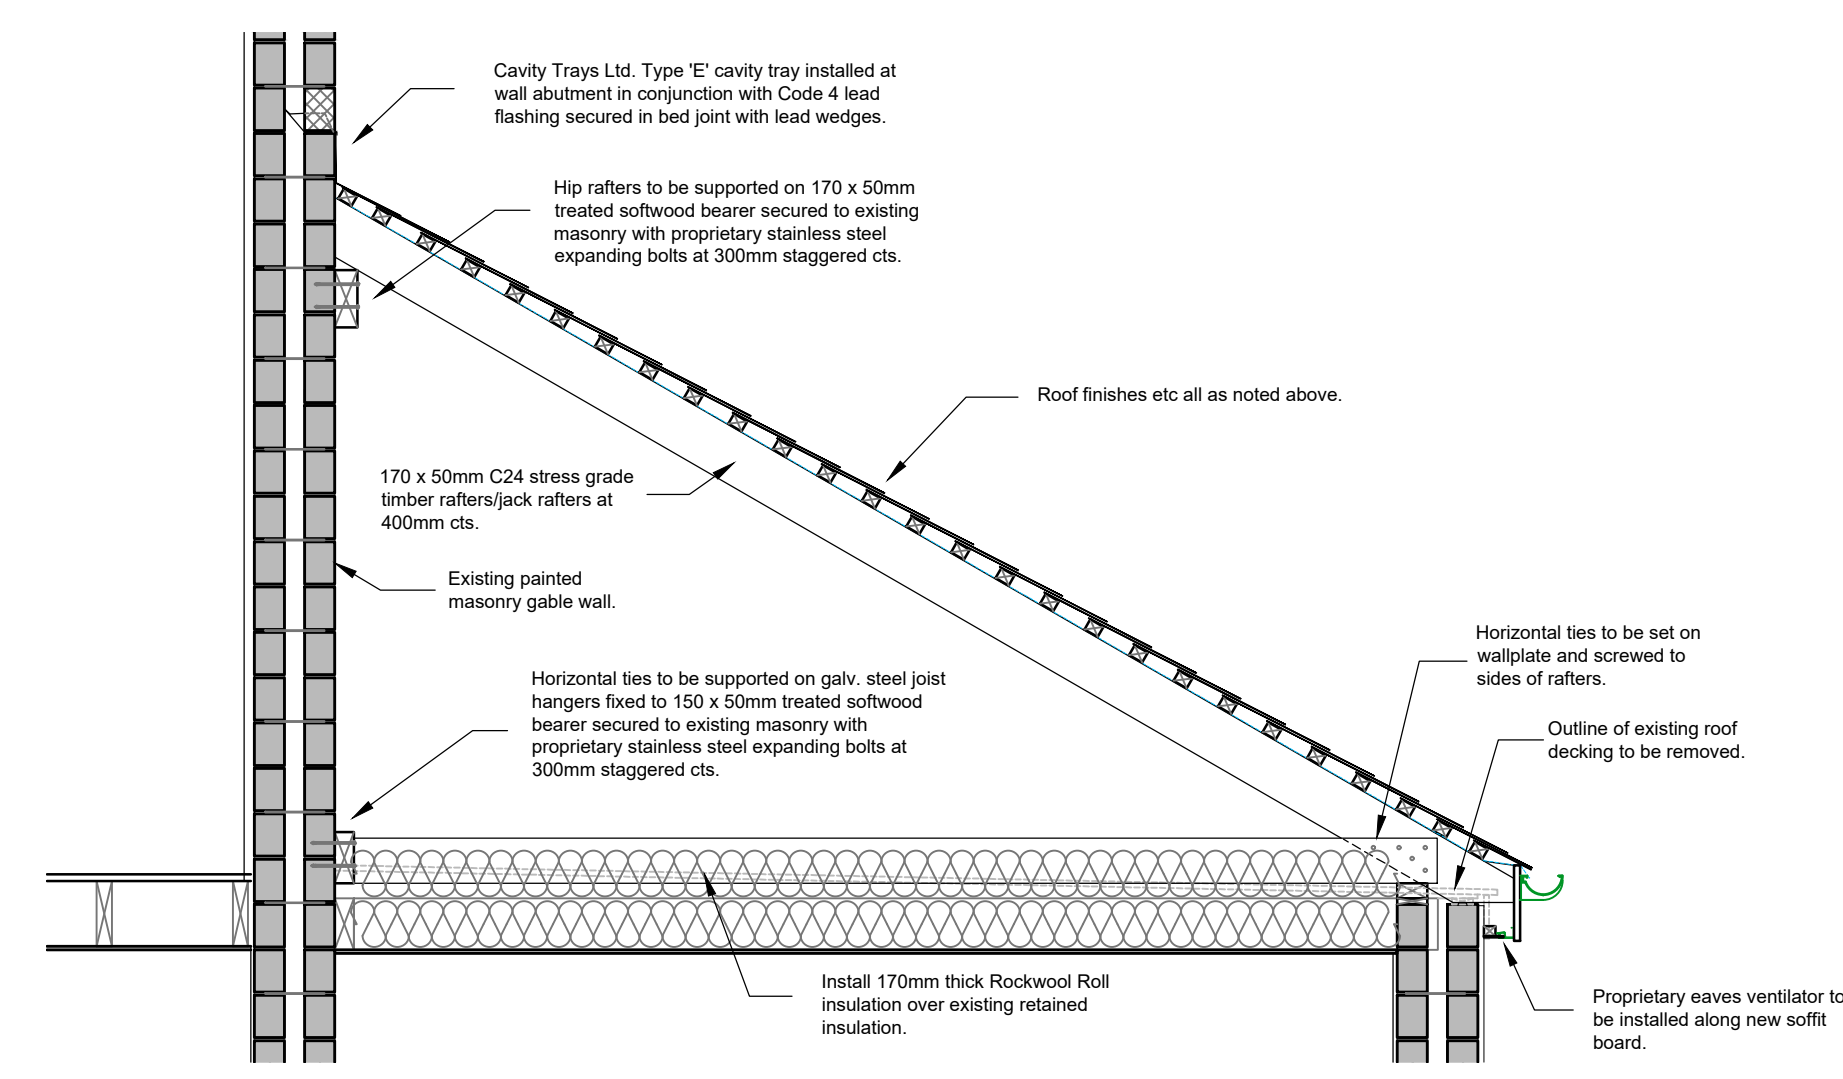 Cavity Trays Ltd. Type 'E' cavity tray installed at
wall abutment in conjunction with Code 4 lead
flashing secured in bed joint with lead wedges.
Hip rafters to be supported on 170 x 50mm
treated softwood bearer secured to existing
masonry with proprietary stainless steel
expanding bolts at 300mm staggered cts.
Roof finishes etc all as noted above.
170 x 50mm C24 stress grade
timber rafters/jack rafters at
400mm cts.
Existing painted
masonry gable wall.
Horizontal ties to be set on
wallplate and screwed to
sides of rafters.
Horizontal ties to be supported on galv. steel joist
hangers fixed to 150 x 50mm treated softwood
bearer secured to existing masonry with
proprietary stainless steel expanding bolts at
300mm staggered cts.
Outline of existing roof
decking to be removed.
Install 170mm thick Rockwool Roll
insulation over existing retained
insulation.
Proprietary eaves ventilator to
be installed along new soffit
board.